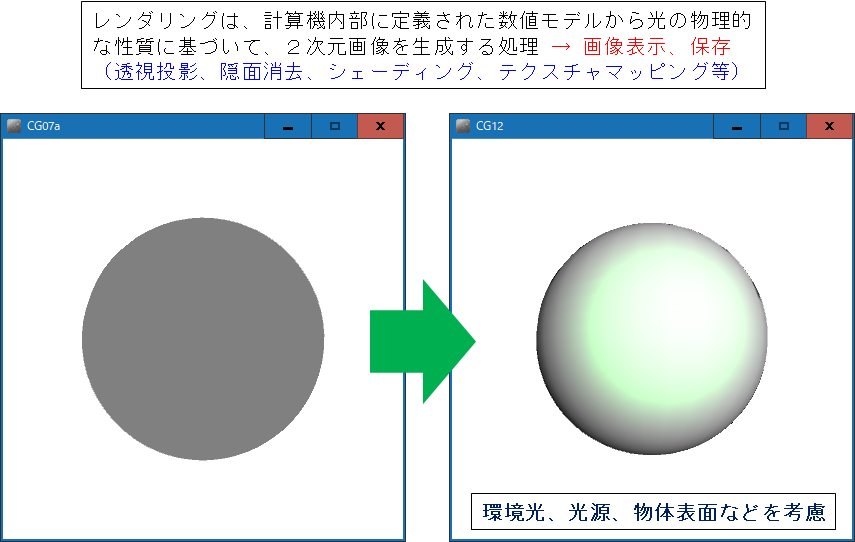 レンダリングは、計算機内部に定義された数値モデルから光の物理的
な性質に基づいて、２次元画像を生成する処理 → 画像表示、保存
（透視投影、隠面消去、シェーディング、テクスチャマッピング等）
CG07a
CG12
環境光、光源、物体表面などを考慮